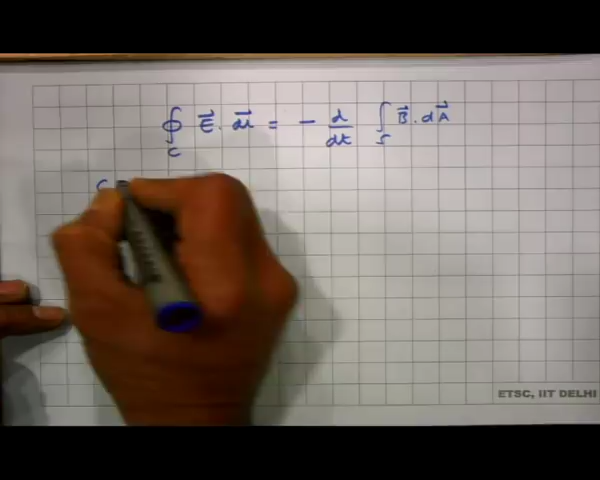 ∮_C E⃗ . dl⃗ = - d/dt ∫_S B⃗ . dA⃗
C
ETSC, IIT DELHI